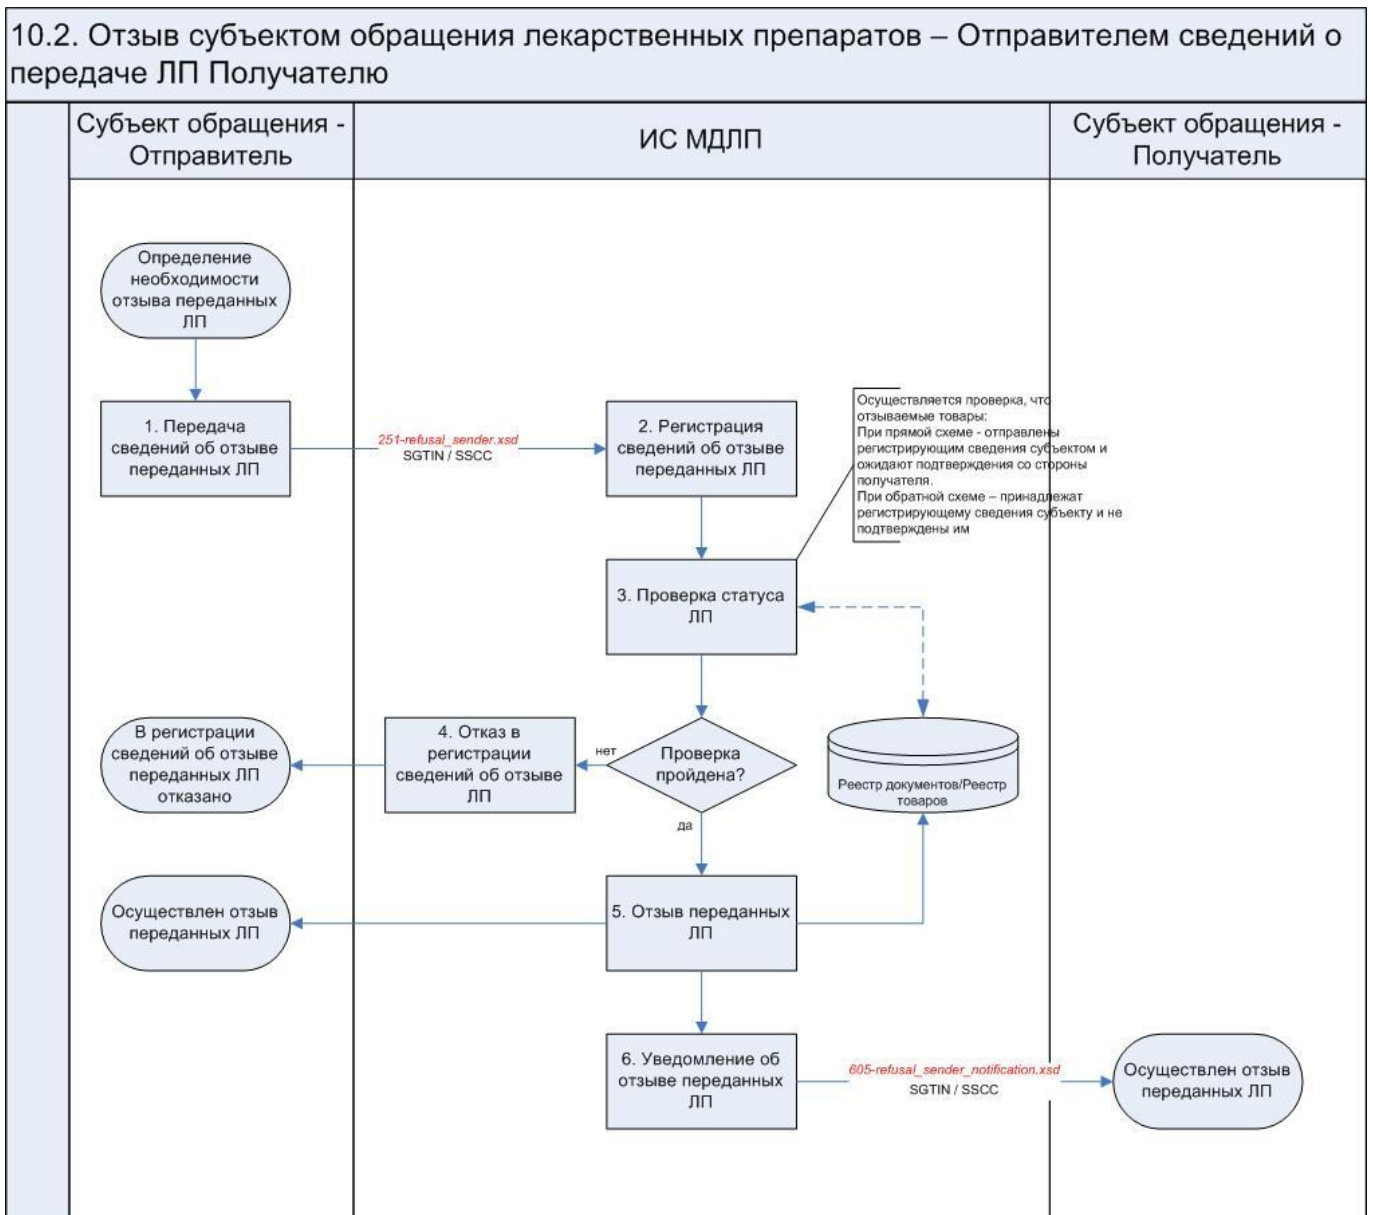 10.2. Отзыв субъектом обращения лекарственных препаратов – Отправителем сведений о
передаче ЛП Получателю
Субъект обращения -
Отправитель
ИС МДЛП
Субъект обращения -
Получатель
Определение
необходимости
отзыва переданных
ЛП
1. Передача
сведений об отзыве
переданных ЛП
251-refusal_sender.xsd
SGTIN / SSCC
2. Регистрация
сведений об отзыве
переданных ЛП
Осуществляется проверка, что
отзываемые товары:
При прямой схеме - отправлены
регистрирующим сведения субъектом и
ожидают подтверждения со стороны
получателя.
При обратной схеме – принадлежат
регистрирующему сведения субъекту и не
подтверждены им
3. Проверка статуса
ЛП
В регистрации
сведений об отзыве
переданных ЛП
отказано
4. Отказ в
регистрации
сведений об отзыве
ЛП
нет
Проверка
пройдена?
Реестр документов/Реестр
товаров
да
Осуществлен отзыв
переданных ЛП
5. Отзыв переданных
ЛП
6. Уведомление об
отзыве переданных
ЛП
605-refusal_sender_notification.xsd
SGTIN / SSCC
Осуществлен отзыв
переданных ЛП